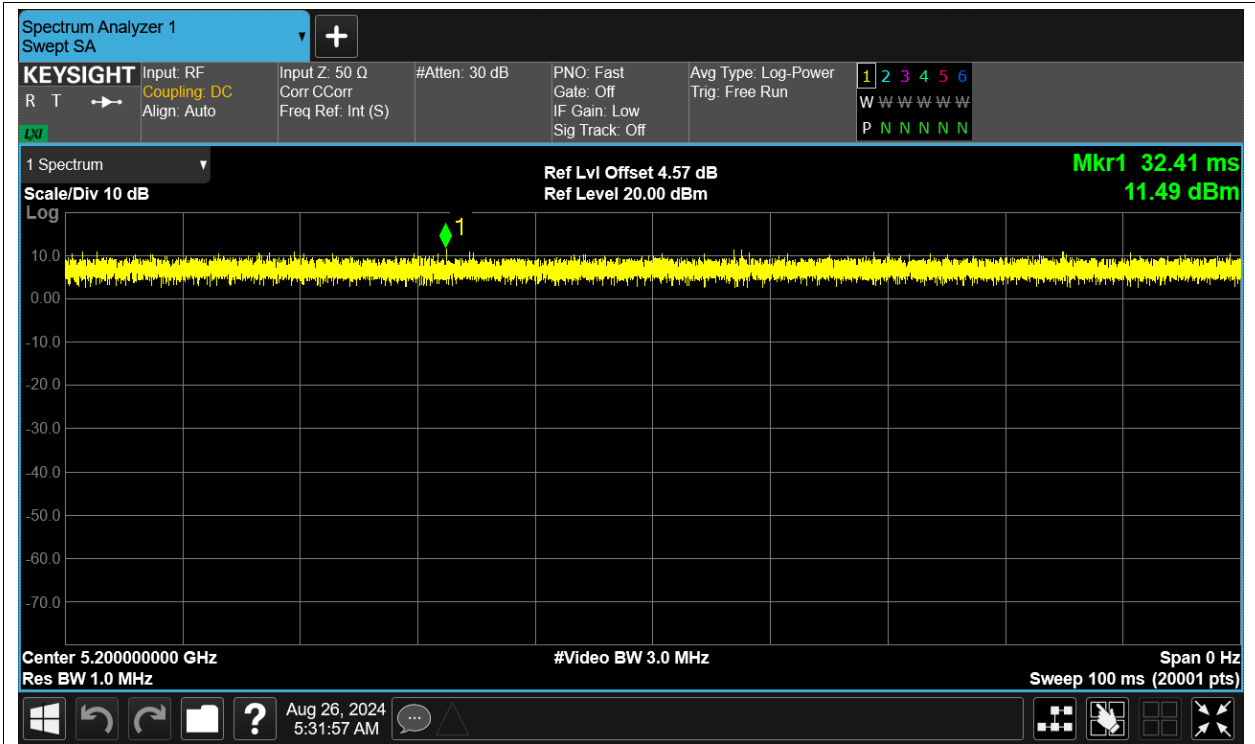 Spectrum Analyzer 1
Swept SA
KEYSIGHT
R T
LXI
Input: RF
Coupling: DC
Align: Auto
Input Z: 50 Ω
Corr CCorr
Freq Ref: Int (S)
#Atten: 30 dB
PNO: Fast
Gate: Off
IF Gain: Low
Sig Track: Off
Avg Type: Log-Power
Trig: Free Run
1 2 3 4 5 6
W W W W W W
P N N N N N
1 Spectrum
Scale/Div 10 dB
Log
Ref Lvl Offset 4.57 dB
Ref Level 20.00 dBm
Mkr1 32.41 ms
11.49 dBm
1
10.0
0.00
-10.0
-20.0
-30.0
-40.0
-50.0
-60.0
-70.0
Center 5.200000000 GHz
Res BW 1.0 MHz
#Video BW 3.0 MHz
Span 0 Hz
Sweep 100 ms (20001 pts)
?
Aug 26, 2024
5:31:57 AM